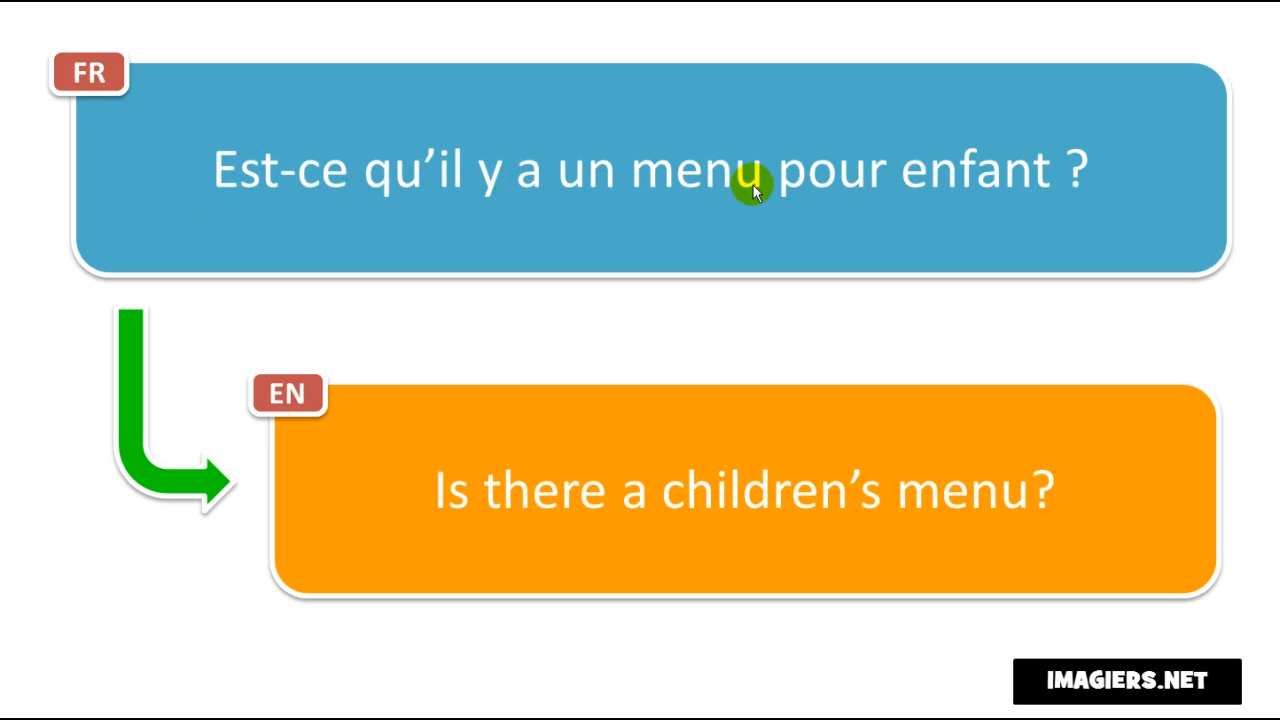 FR
Est-ce qu’il y a un menu pour enfant ?
EN
Is there a children’s menu?
IMAGIERS.NET